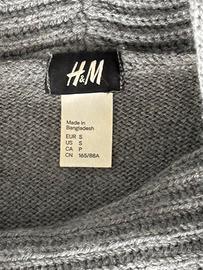 H&M
Made in
Bangladesh
EUR S
US S
CA P
CN 165/88A